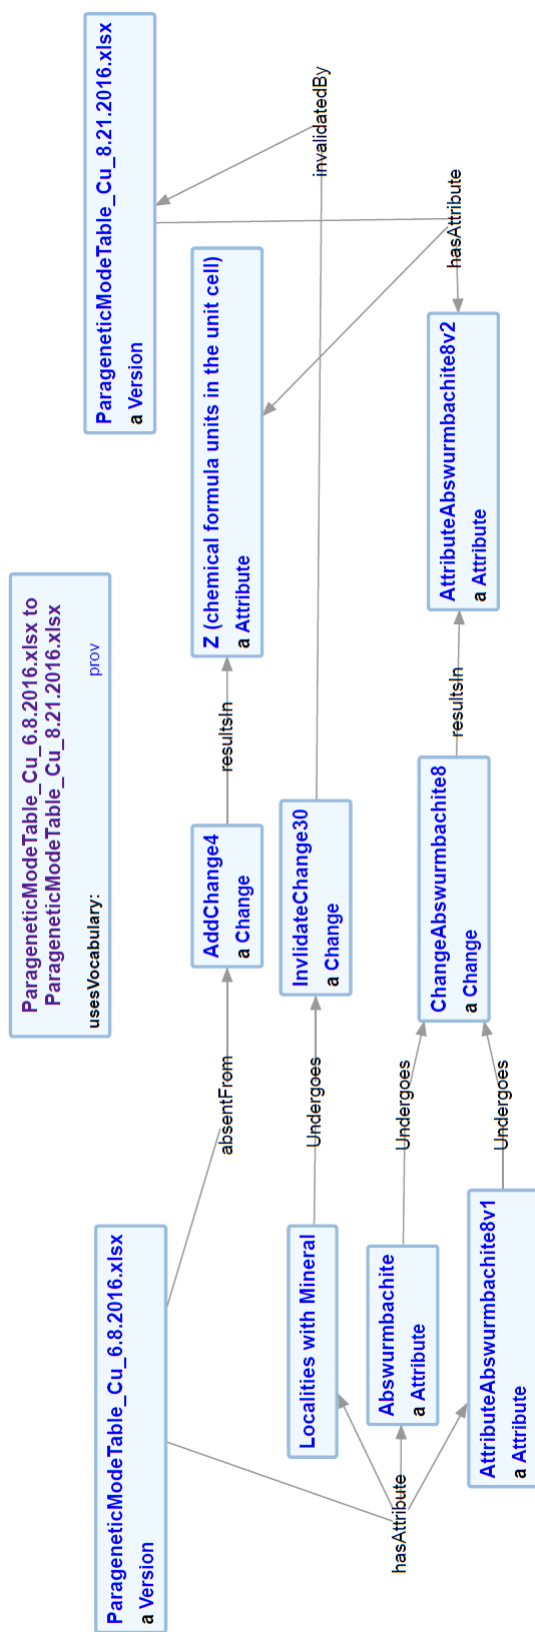 ParageneticModeTable_Cu_6.8.2016.xlsx to
ParageneticModeTable_Cu_8.21.2016.xlsx
usesVocabulary: prov
ParageneticModeTable_Cu_6.8.2016.xlsx
a Version
ParageneticModeTable_Cu_8.21.2016.xlsx
a Version
absentFrom
AddChange4
a Change
resultsIn
Z (chemical formula units in the unit cell)
a Attribute
invalidatedBy
hasAttribute
Localities with Mineral
Undergoes
InvlidateChange30
a Change
hasAttribute
Abswurmbachite
a Attribute
Undergoes
ChangeAbswurmbachite8
a Change
resultsIn
AttributeAbswurmbachite8v2
a Attribute
AttributeAbswurmbachite8v1
a Attribute
Undergoes